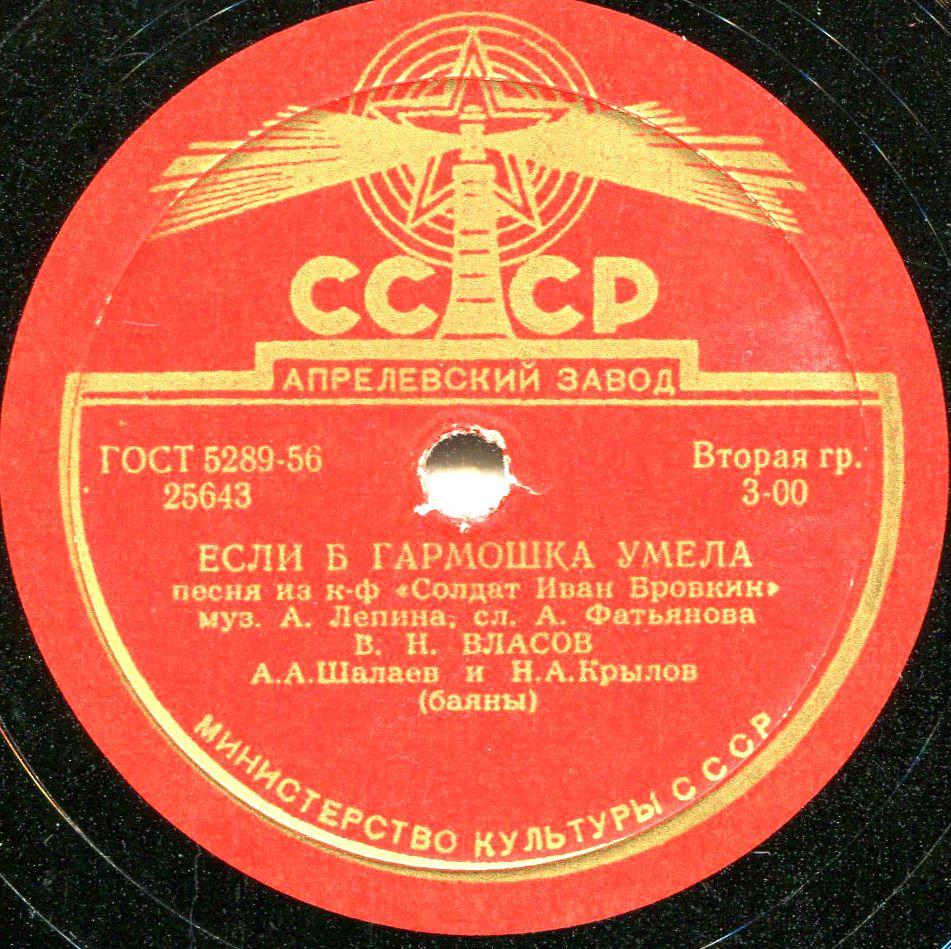 СССР
АПРЕЛЕВСКИЙ ЗАВОД
ГОСТ 5289-56
25643
Вторая гр.
3-00
ЕСЛИ Б ГАРМОШКА УМЕЛА
песня из к-ф «Солдат Иван Бровкин»
муз. А. Лепина, сл. А. Фатьянова
В. Н. ВЛАСОВ
А.А.Шалаев и Н.А.Крылов
(баяны)
МИНИСТЕРСТВО КУЛЬТУРЫ СССР